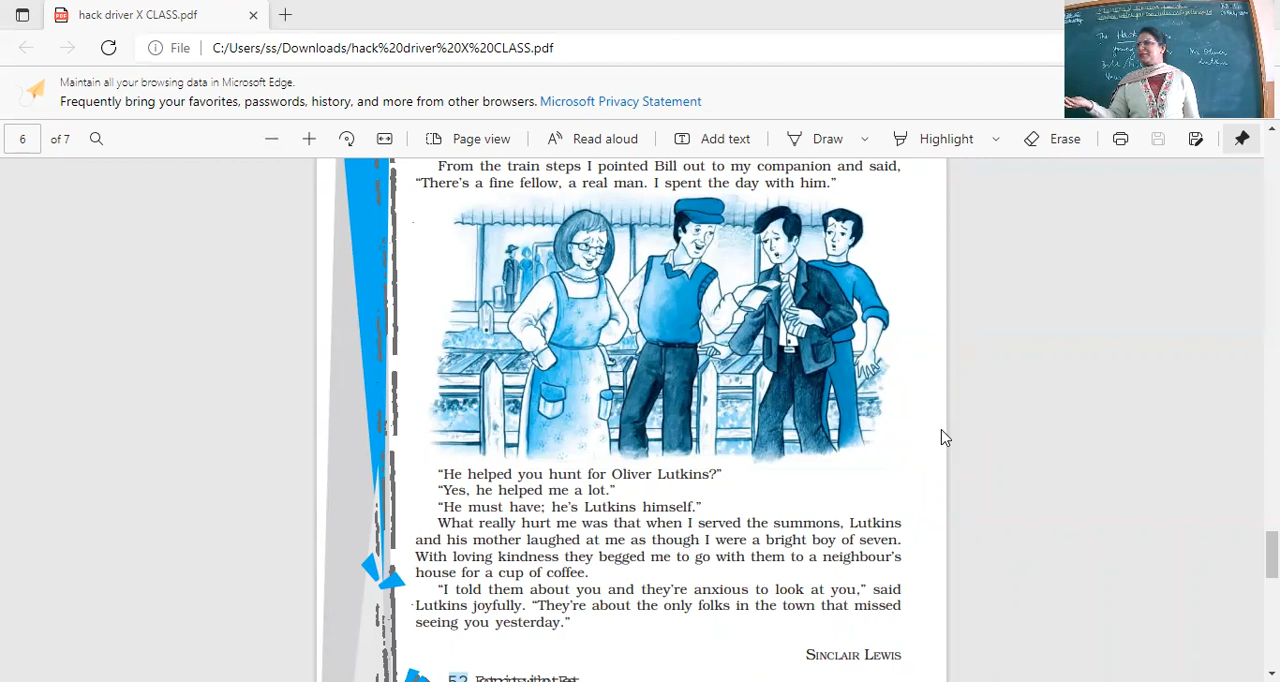 hack driver X CLASS.pdf
File C:/Users/ss/Downloads/hack%20driver%20X%20CLASS.pdf
Maintain all your browsing data in Microsoft Edge.
Frequently bring your favorites, passwords, history, and more from other browsers. Microsoft Privacy Statement
6 of 7 Page view Read aloud Add text Draw Highlight Erase
The Hack
Mr Oliver
Lutkins
From the train steps I pointed Bill out to my companion and said,
“There's a fine fellow, a real man. I spent the day with him.”
“He helped you hunt for Oliver Lutkins?”
“Yes, he helped me a lot.”
“He must have; he's Lutkins himself.”
What really hurt me was that when I served the summons, Lutkins
and his mother laughed at me as though I were a bright boy of seven.
With loving kindness they begged me to go with them to a neighbour's
house for a cup of coffee.
“I told them about you and they're anxious to look at you,” said
Lutkins joyfully. “They're about the only folks in the town that missed
seeing you yesterday.”
SINCLAIR LEWIS
52